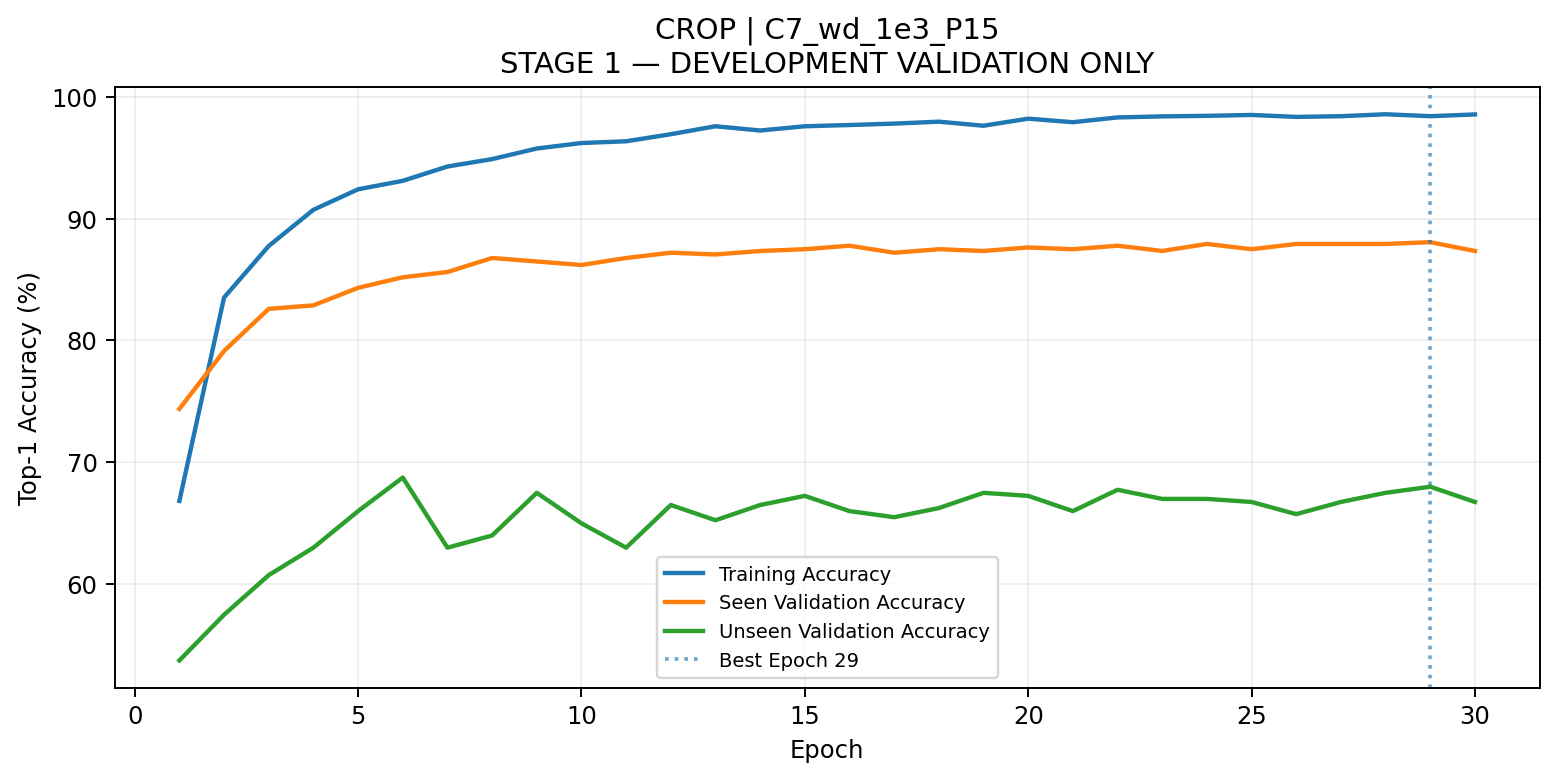 CROP | C7_wd_1e3_P15
STAGE 1 — DEVELOPMENT VALIDATION ONLY
Top-1 Accuracy (%)
100
90
80
70
60
Training Accuracy
Seen Validation Accuracy
Unseen Validation Accuracy
Best Epoch 29
0 5 10 15 20 25 30
Epoch